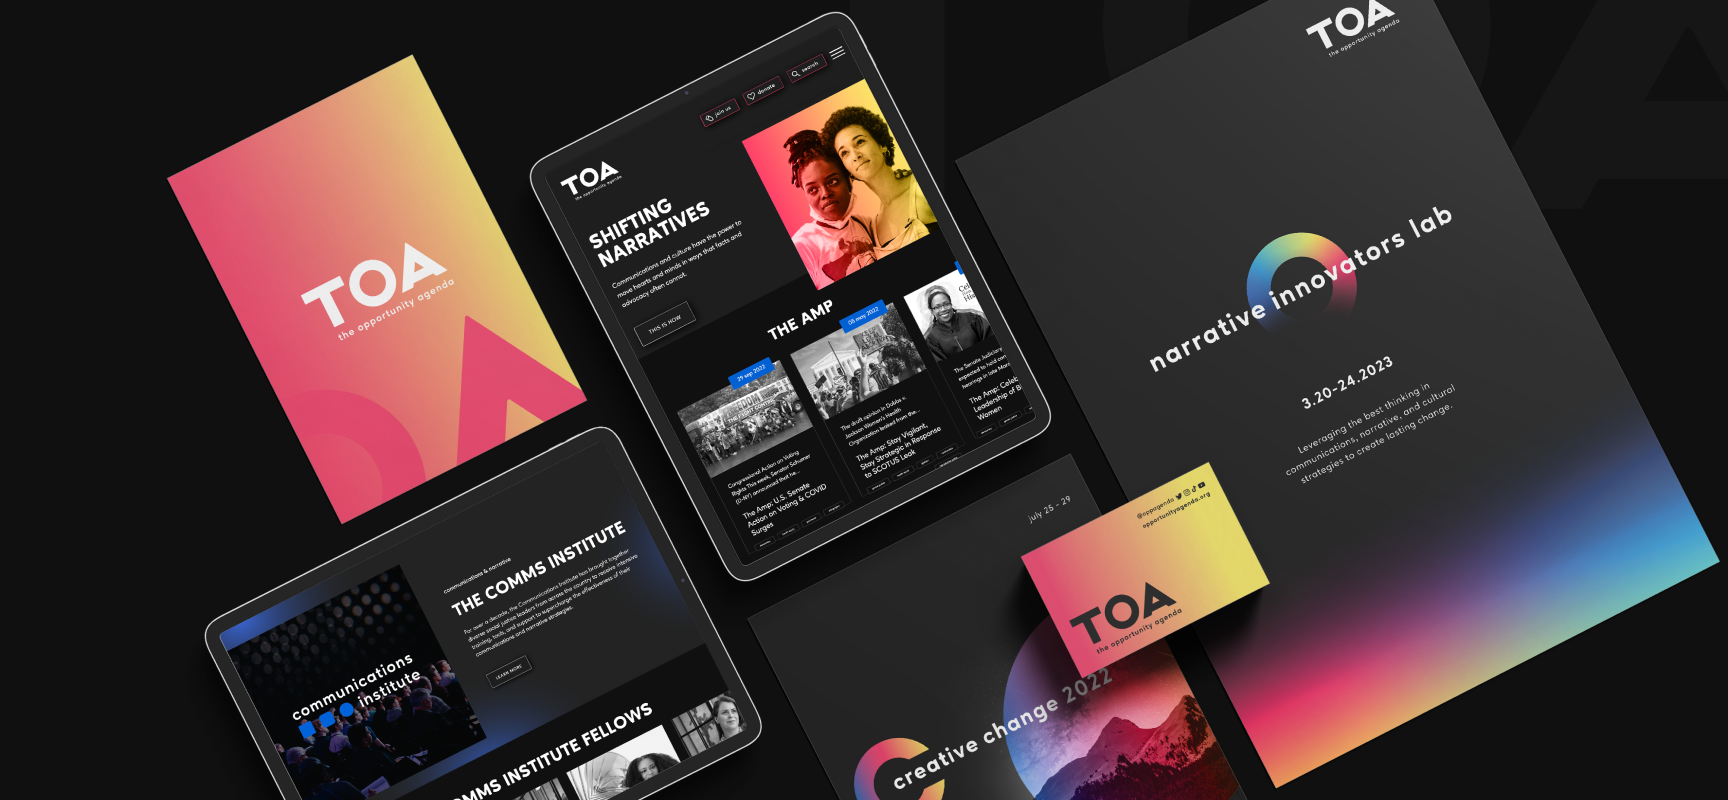 TOA
the opportunity agenda
join us
donate
search
TOA
the opportunity agenda
SHIFTING
NARRATIVES
Communications and culture have the power to
move hearts and minds in ways that facts and
advocacy often cannot.
THIS IS HOW
THE AMP
29 sep 2022
Congressional Action on Voting
Rights This week, Senate Schumer
(D-NY) announced that he...
The Amp: U.S. Senate
Action on Voting & COVID
Surges
05 may 2022
The draft opinion in Dobbs v.
Jackson Women's Health
Organization leaked from the...
The Amp: Stay Vigilant,
Stay Strategic in Response
to SCOTUS Leak
The Senate Judiciary
expected to hold con
hearings in late Mar
The Amp: Celeb
Leadership of B
Women
TOA
the opportunity agenda
narrative innovators lab
3.20-24.2023
Leveraging the best thinking in
communications, narrative, and cultural
strategies to create lasting change.
communications
institute
communications & narrative
THE COMMS INSTITUTE
For over a decade, the Communications Institute has brought together
diverse social justice leaders from across the country to receive intensive
training, tools, and support to supercharge the effectiveness of their
communications and narrative strategies.
LEARN MORE
OMMS INSTITUTE FELLOWS
july 25 - 29
creative change 2022
@oppagenda
opportunityagenda.org
TOA
the opportunity agenda